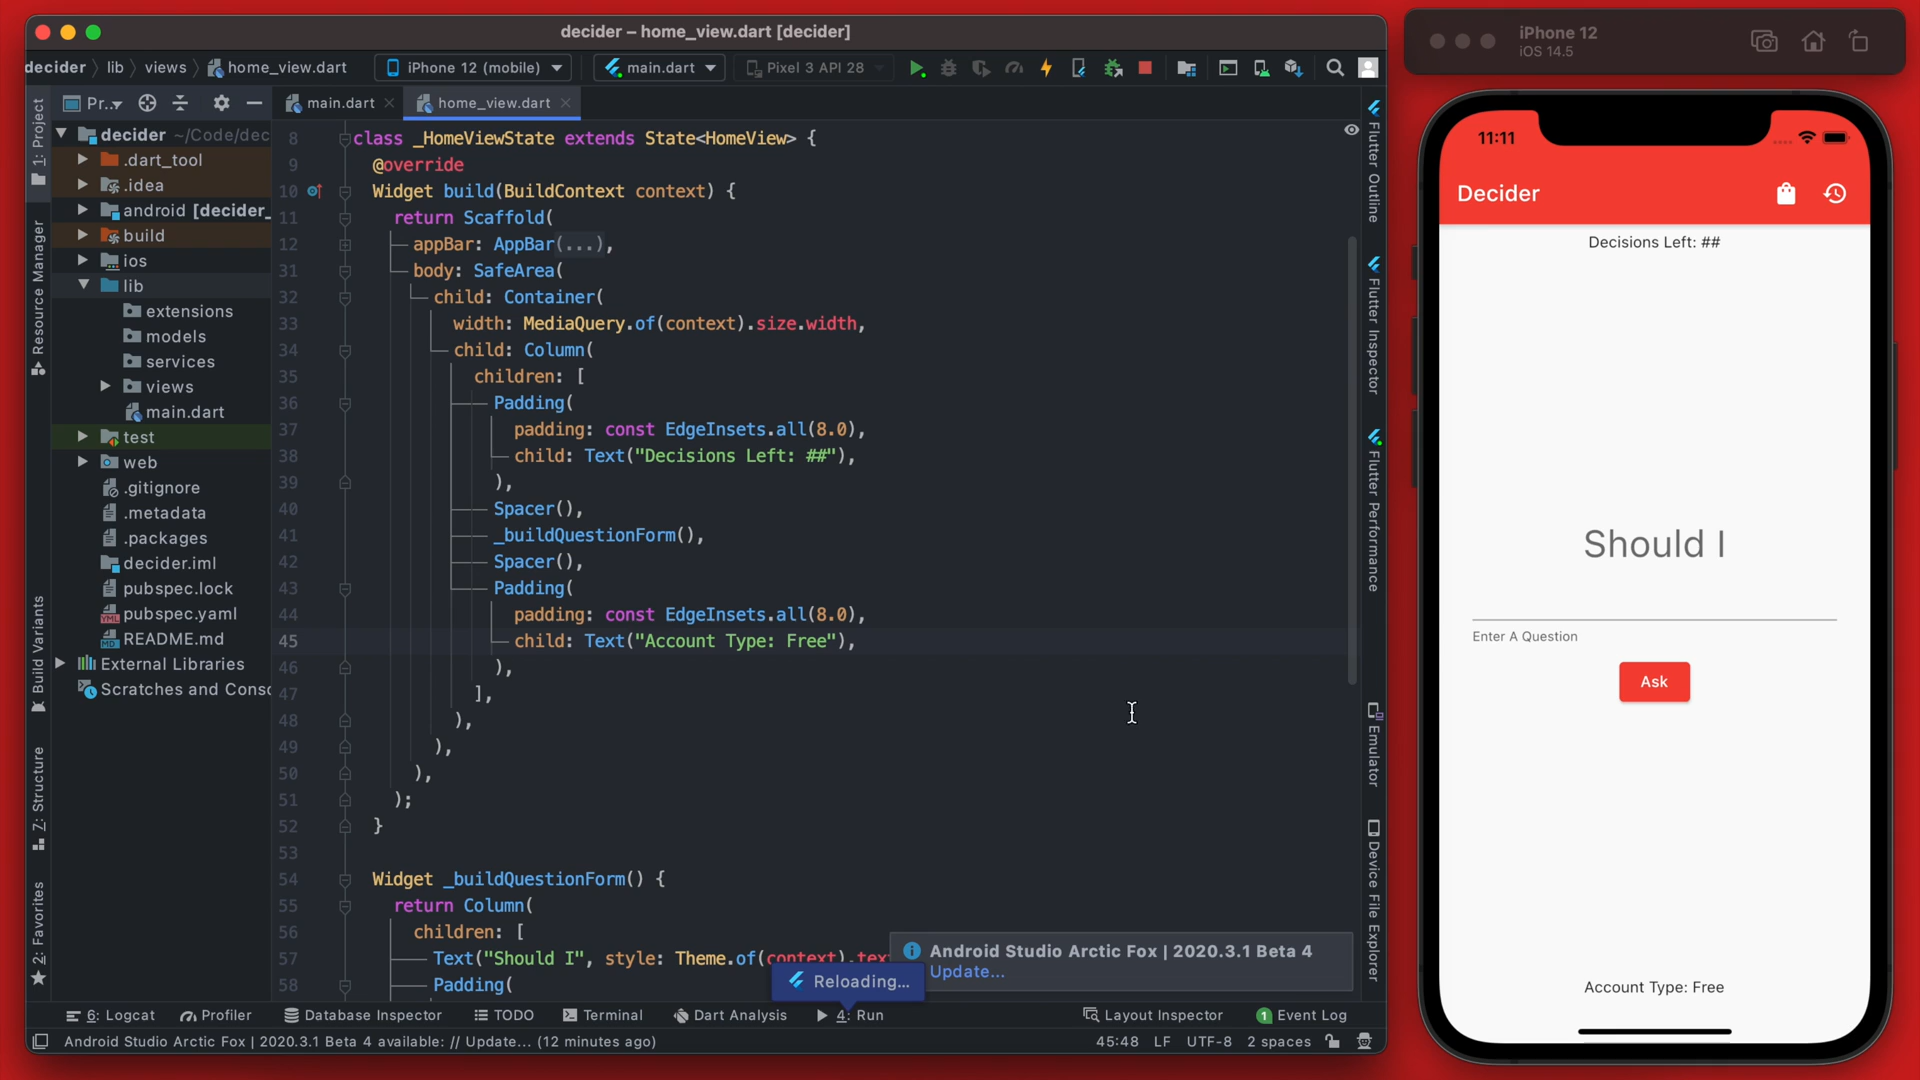 decider – home_view.dart [decider]
decider lib views home_view.dart iPhone 12 (mobile) main.dart Pixel 3 API 28
Pr... main.dart home_view.dart
1: Project
Resource Manager
Build Variants
Z: Structure
2: Favorites
decider ~/Code/dec
.dart_tool
.idea
android [decider_
build
ios
lib
extensions
models
services
views
main.dart
test
web
.gitignore
.metadata
.packages
decider.iml
pubspec.lock
pubspec.yaml
README.md
External Libraries
Scratches and Conso
8 class _HomeViewState extends State<HomeView> {
9 @override
10 Widget build(BuildContext context) {
11 return Scaffold(
12 appBar: AppBar(...),
31 body: SafeArea(
32 child: Container(
33 width: MediaQuery.of(context).size.width,
34 child: Column(
35 children: [
36 Padding(
37 padding: const EdgeInsets.all(8.0),
38 child: Text("Decisions Left: ##"),
39 ),
40 Spacer(),
41 _buildQuestionForm(),
42 Spacer(),
43 Padding(
44 padding: const EdgeInsets.all(8.0),
45 child: Text("Account Type: Free"),
46 ),
47 ],
48 ),
49 ),
50 ),
51 );
52 }
53
54 Widget _buildQuestionForm() {
55 return Column(
56 children: [
57 Text("Should I", style: Theme.of(context).tex
58 Padding(
Android Studio Arctic Fox | 2020.3.1 Beta 4
Update...
Reloading...
Flutter Outline
Flutter Inspector
Flutter Performance
Emulator
Device File Explorer
6: Logcat Profiler Database Inspector TODO Terminal Dart Analysis 4: Run Layout Inspector 1 Event Log
Android Studio Arctic Fox | 2020.3.1 Beta 4 available: // Update... (12 minutes ago) 45:48 LF UTF-8 2 spaces
iPhone 12
iOS 14.5
11:11
Decider
Decisions Left: ##
Should I
Enter A Question
Ask
Account Type: Free